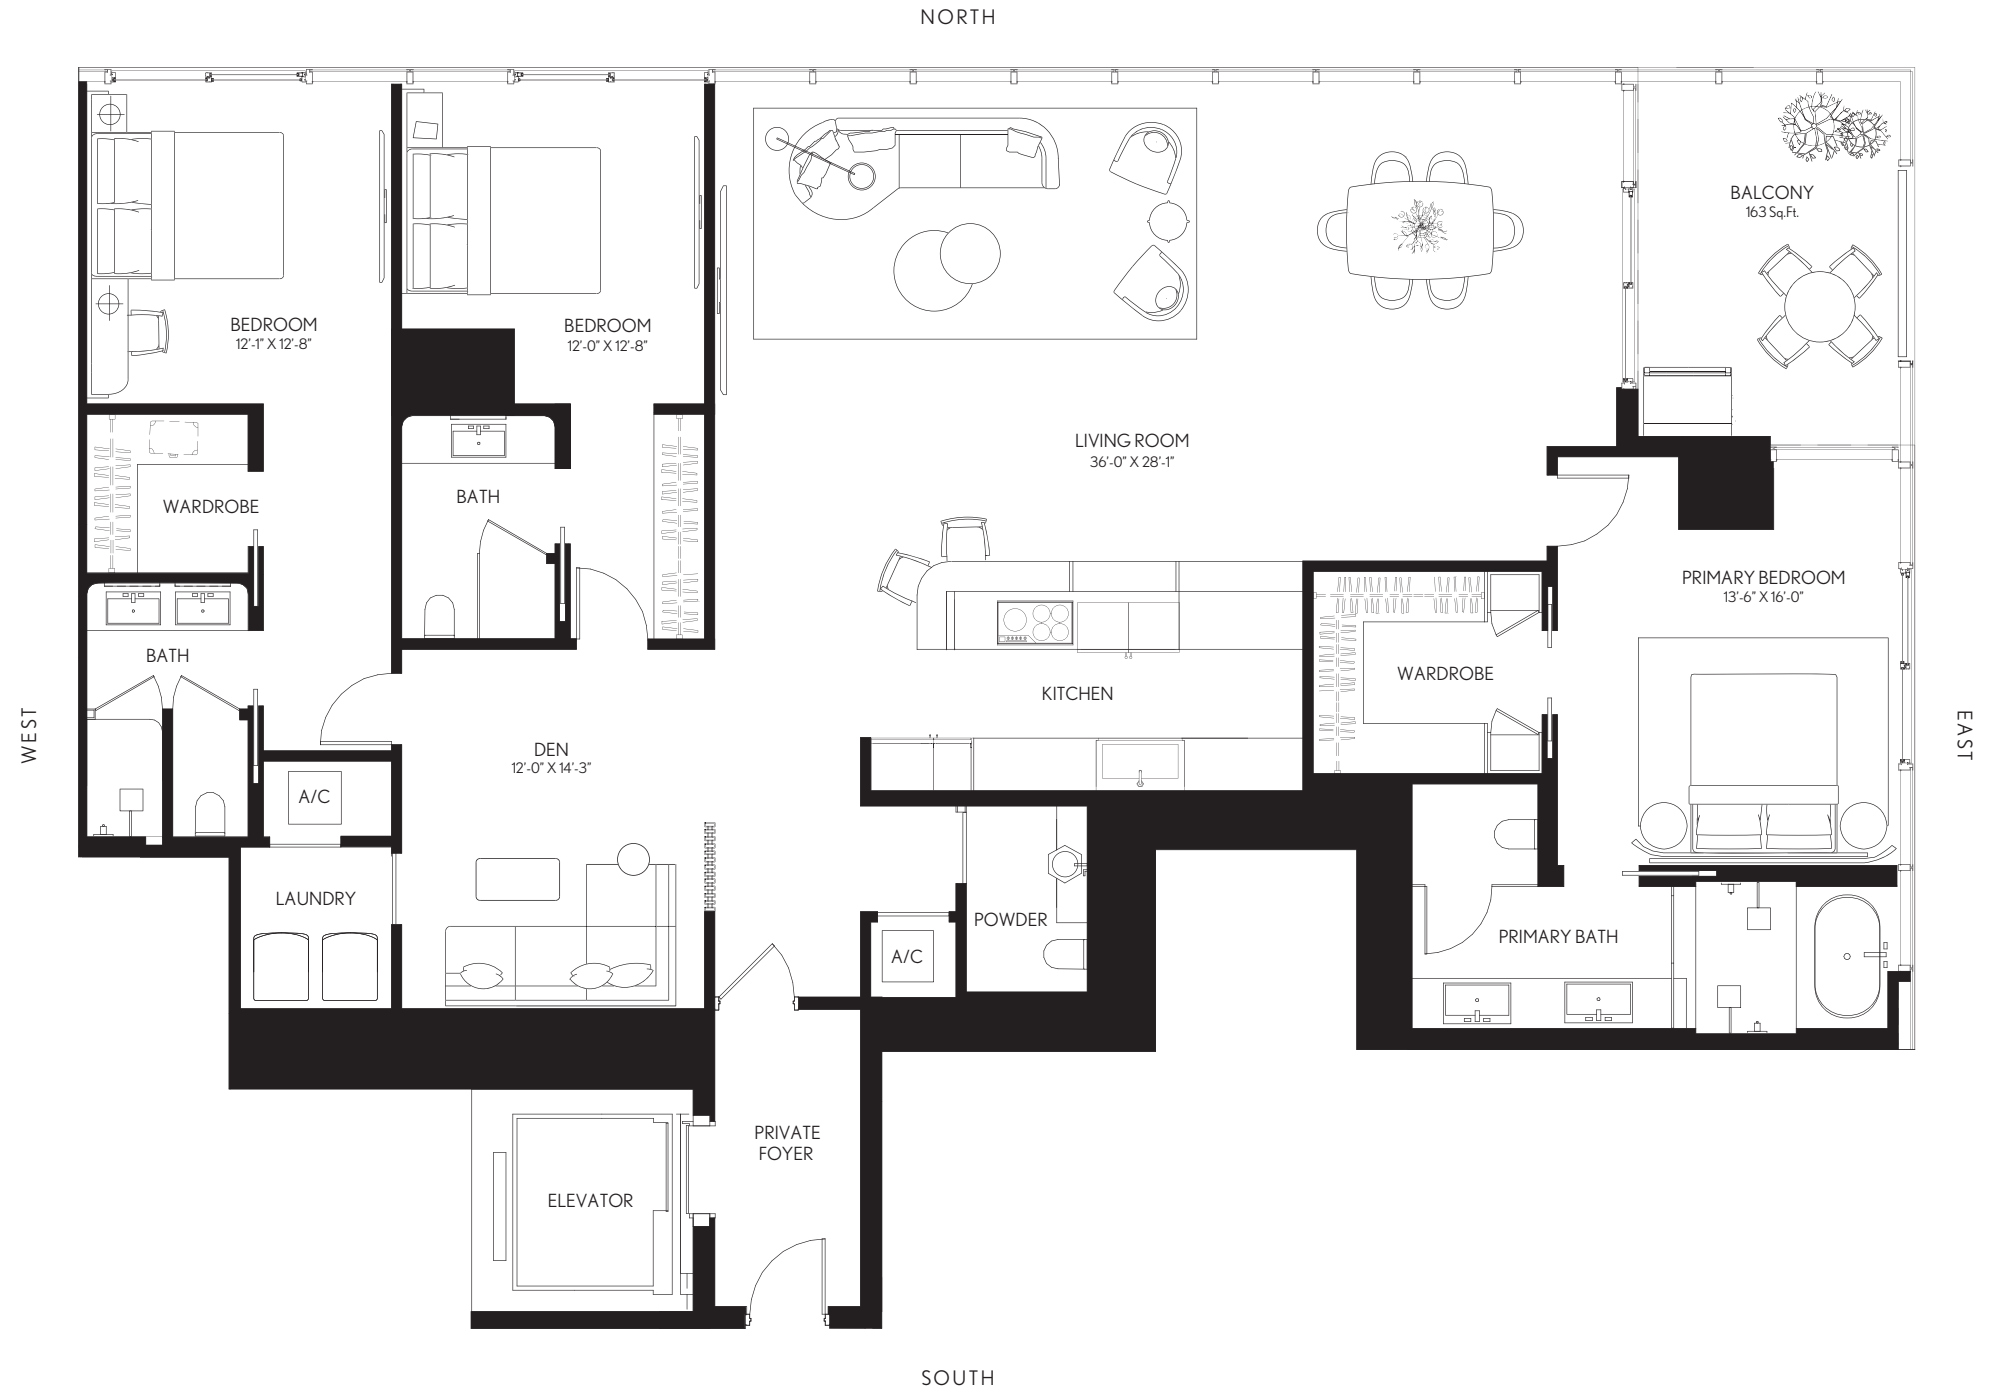 NORTH
BALCONY
163 Sq.Ft.
BEDROOM
12'-1" X 12'-8"
BEDROOM
12'-0" X 12'-8"
LIVING ROOM
36'-0" X 28'-1"
WARDROBE
BATH
PRIMARY BEDROOM
13'-6" X 16'-0"
BATH
WARDROBE
KITCHEN
WEST
EAST
DEN
12'-0" X 14'-3"
A/C
LAUNDRY
POWDER
PRIMARY BATH
A/C
PRIVATE
FOYER
ELEVATOR
SOUTH